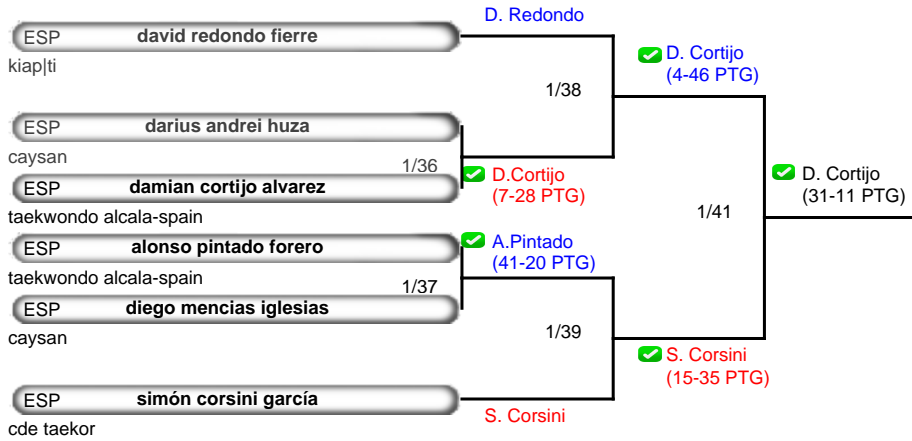 D. Redondo
ESP david redondo fierre
kiap|ti
D. Cortijo
(4-46 PTG)
1/38
ESP darius andrei huza
caysan
1/36
D.Cortijo
(7-28 PTG)
ESP damian cortijo alvarez
taekwondo alcala-spain
D. Cortijo
(31-11 PTG)
1/41
ESP alonso pintado forero
taekwondo alcala-spain
A.Pintado
(41-20 PTG)
1/37
ESP diego mencias iglesias
caysan
1/39
S. Corsini
(15-35 PTG)
ESP simón corsini garcía
cde taekor
S. Corsini